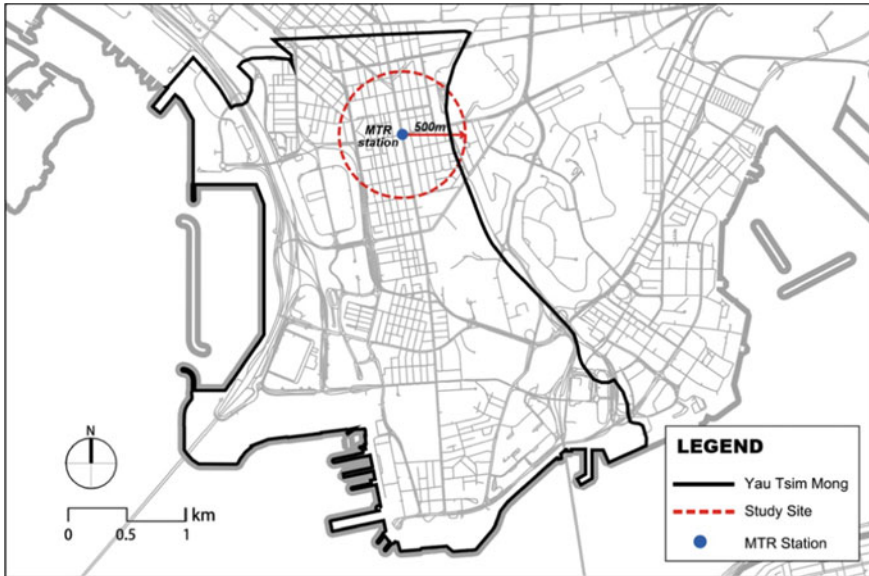 MTR
station
500m
N
km
0
0.5
1
LEGEND
Yau Tsim Mong
Study Site
MTR Station